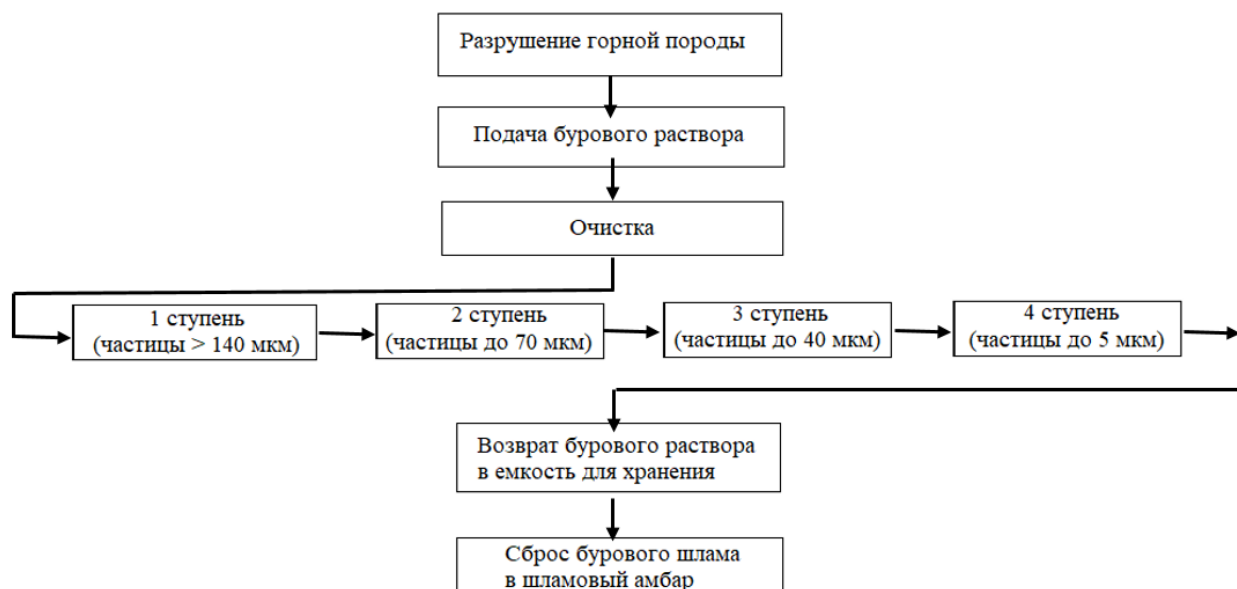 Разрушение горной породы
Подача бурового раствора
Очистка
1 ступень
(частицы > 140 мкм)
2 ступень
(частицы до 70 мкм)
3 ступень
(частицы до 40 мкм)
4 ступень
(частицы до 5 мкм)
Возврат бурового раствора
в емкость для хранения
Сброс бурового шлама
в шламовый амбар